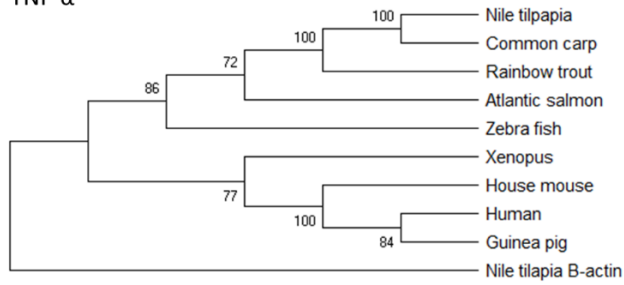 TNF α
100
Nile tilpapia
Common carp
100
Rainbow trout
72
Atlantic salmon
86
Zebra fish
Xenopus
77
House mouse
100
Human
84
Guinea pig
Nile tilapia B-actin